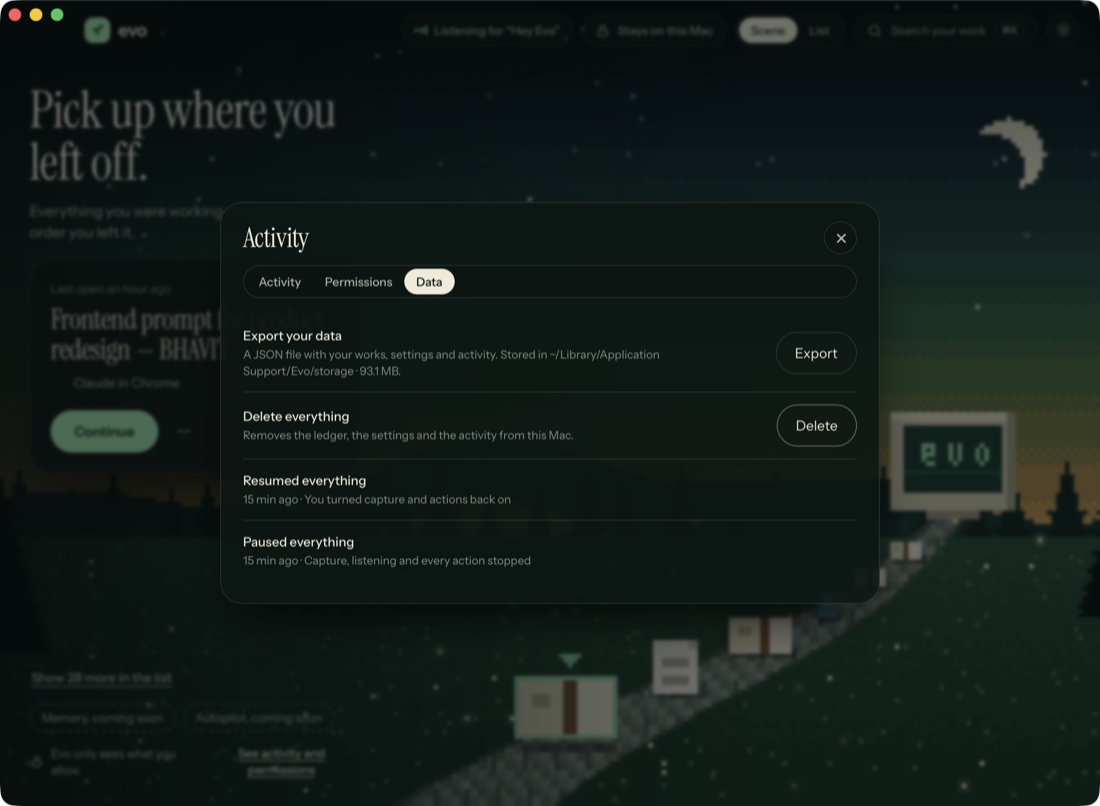 evo
Listening for "Hey Evo"
Stays on this Mac
Scene
List
Search your work
⌘K
Pick up where you
left off.
Everything you were working
order you left it.
Last open an hour ago
Frontend prompt for product
redesign — BHAVI
Claude in Chrome
Continue
Activity
Activity
Permissions
Data
Export your data
A JSON file with your works, settings and activity. Stored in ~/Library/Application
Support/Evo/storage · 93.1 MB.
Export
Delete everything
Removes the ledger, the settings and the activity from this Mac.
Delete
Resumed everything
15 min ago · You turned capture and actions back on
Paused everything
15 min ago · Capture, listening and every action stopped
evo
Show 28 more in the list
Memory, coming soon
Autopilot, coming soon
Evo only sees what you
allow.
See activity and
permissions